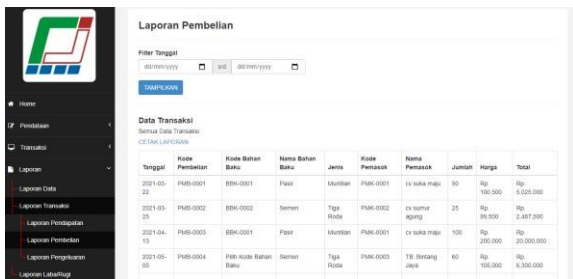 Laporan Pembelian
Filter Tanggal
dd/mm/yyyy s/d dd/mm/yyyy
TAMPILKAN
Home
Pendataan
Transaksi
Laporan
Laporan Data
Laporan Transaksi
Laporan Pendapatan
Laporan Pembelian
Laporan Pengeluaran
Laporan Laba/Rugi
Data Transaksi
Semua Data Transaksi
CETAK LAPORAN
Tanggal Kode Pembelian Kode Bahan Baku Nama Bahan Baku Jenis Kode Pemasok Nama Pemasok Jumlah Harga Total
2021-03-22 PMB-0001 BBK-0001 Pasir Muntilan PMK-0001 cv suka maju 50 Rp. 100,500 Rp. 5,025,000
2021-03-25 PMB-0002 BBK-0002 Semen Tiga Roda PMK-0002 cv sumur agung 25 Rp. Rp.
2021-04-13 PMB-0003 BBK-0001 Pasir Muntilan PMK-0001 cv suka maju 100 Rp. 200,000 Rp. 20,000,000
2021-05-05 PMB-0004 Pilih Kode Bahan Baku Semen Tiga Roda PMK-0003 TB. Bintang Jaya 60 Rp. 105,000 Rp. 6,300,000